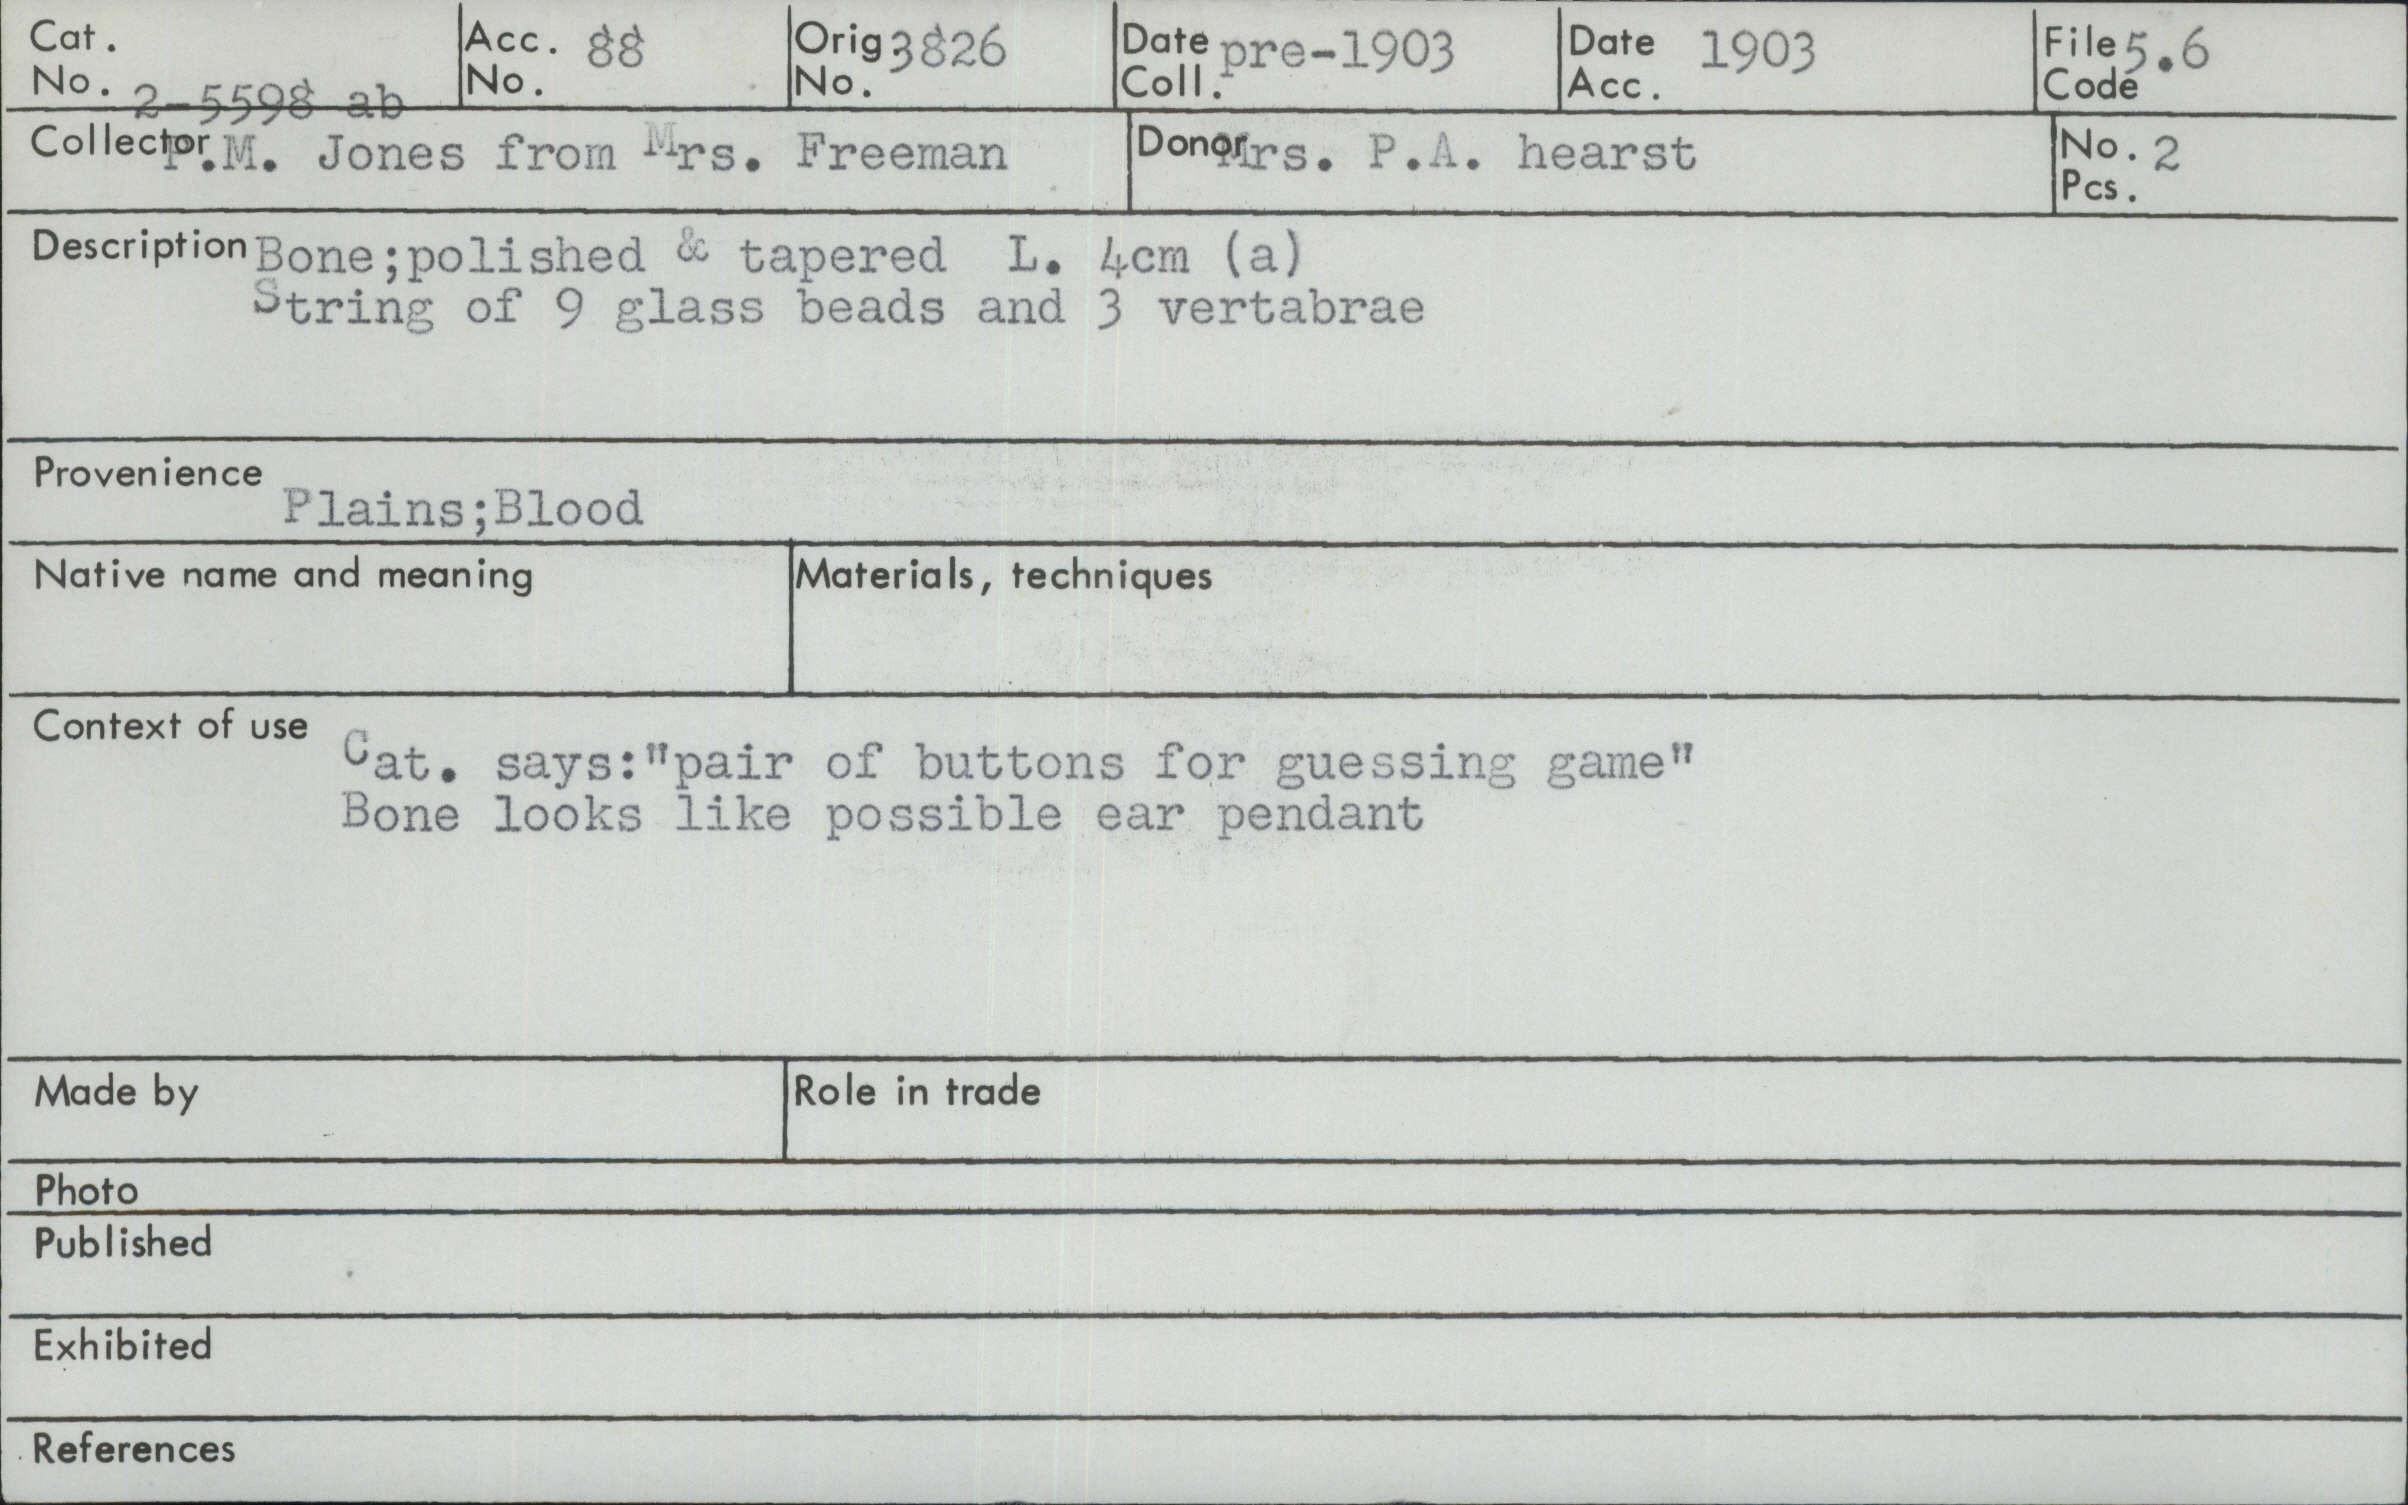 Cat. No. 2-5598 ab
Acc. No. 88
Orig. No. 3826
Date Coll. pre-1903
Date Acc. 1903
File Code 5.6
Collector P.M. Jones from Mrs. Freeman
Donor Mrs. P.A. hearst
No. Pcs. 2
Description Bone;polished & tapered L. 4cm (a)
String of 9 glass beads and 3 vertabrae
Provenience
Plains;Blood
Native name and meaning
Materials, techniques
Context of use
Cat. says:"pair of buttons for guessing game"
Bone looks like possible ear pendant
Made by
Role in trade
Photo
Published
Exhibited
References